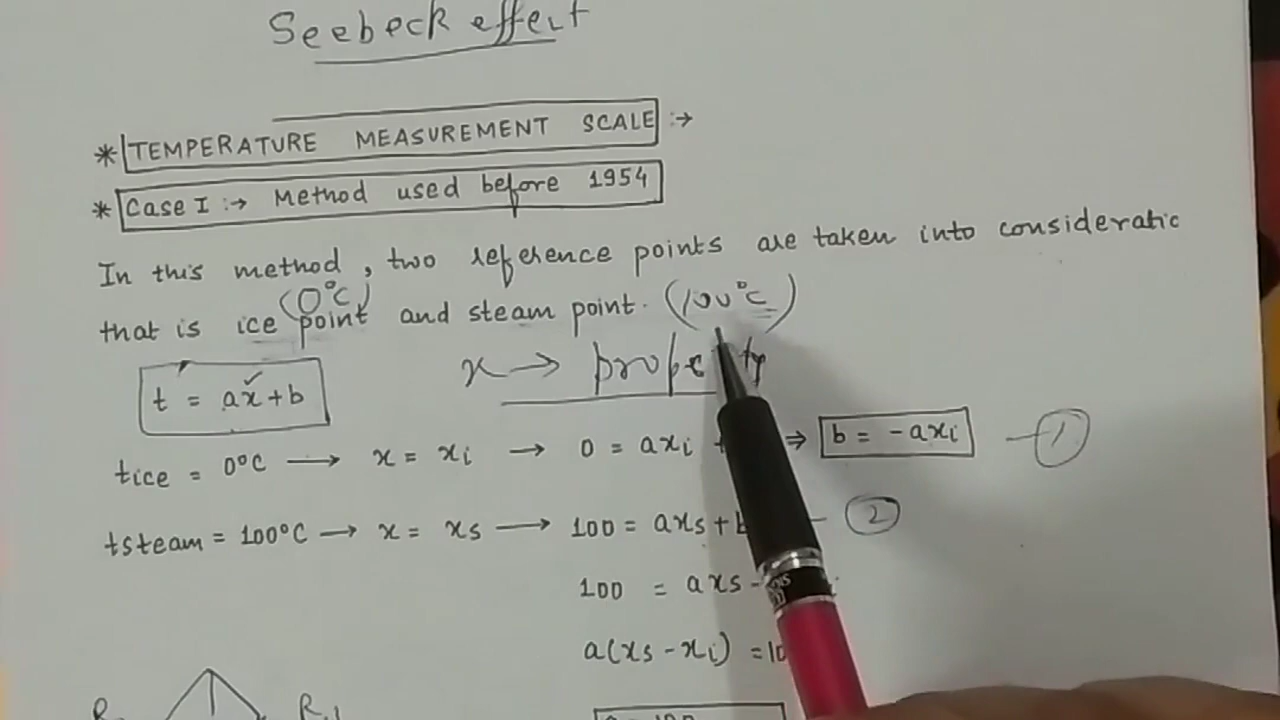 Seebeck effect
* TEMPERATURE MEASUREMENT SCALE :→
* Case I :→ Method used before 1954
In this method, two reference points are taken into consideratic
(0°C) (100°C)
that is ice point and steam point.
x → property
t = ax+b
tice = 0°C → x = xi → 0 = axi + ⇒ b = -axi — 1
tsteam = 100°C → x = xs → 100 = axs + b — 2
100 = axs -
a(xs - xi) = 10
R R1